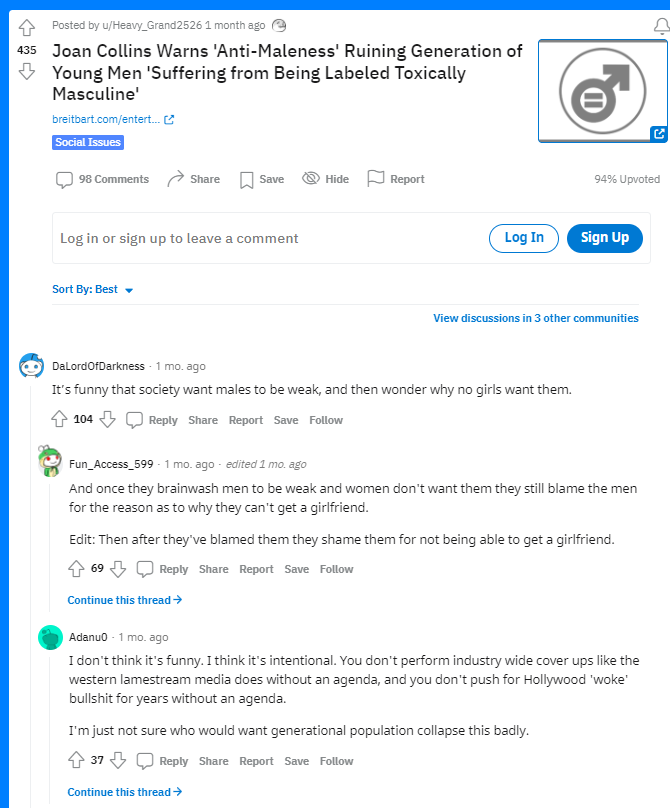 Posted by u/Heavy_Grand2526 1 month ago
435
Joan Collins Warns 'Anti-Maleness' Ruining Generation of
Young Men 'Suffering from Being Labeled Toxically
Masculine'
breitbart.com/entert...
Social Issues
98 Comments Share Save Hide Report 94% Upvoted
Log in or sign up to leave a comment Log In Sign Up
Sort By: Best
View discussions in 3 other communities
DaLordOfDarkness · 1 mo. ago
It's funny that society want males to be weak, and then wonder why no girls want them.
104 Reply Share Report Save Follow
Fun_Access_599 · 1 mo. ago · edited 1 mo. ago
And once they brainwash men to be weak and women don't want them they still blame the men
for the reason as to why they can't get a girlfriend.
Edit: Then after they've blamed them they shame them for not being able to get a girlfriend.
69 Reply Share Report Save Follow
Continue this thread
Adanu0 · 1 mo. ago
I don't think it's funny. I think it's intentional. You don't perform industry wide cover ups like the
western lamestream media does without an agenda, and you don't push for Hollywood 'woke'
bullshit for years without an agenda.
I'm just not sure who would want generational population collapse this badly.
37 Reply Share Report Save Follow
Continue this thread